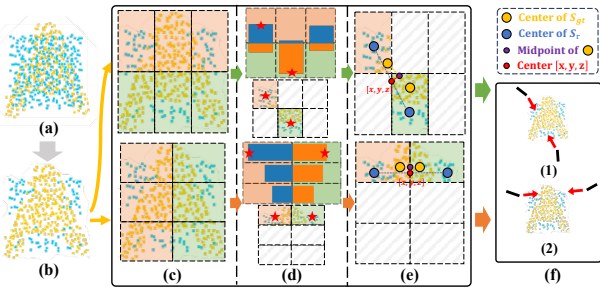 Center of S_gt
Center of S_r
Midpoint of
Center [x, y, z]
[x, y, z]
(a)
(1)
[x, y, z]
(b)
(2)
(c)
(d)
(e)
(f)